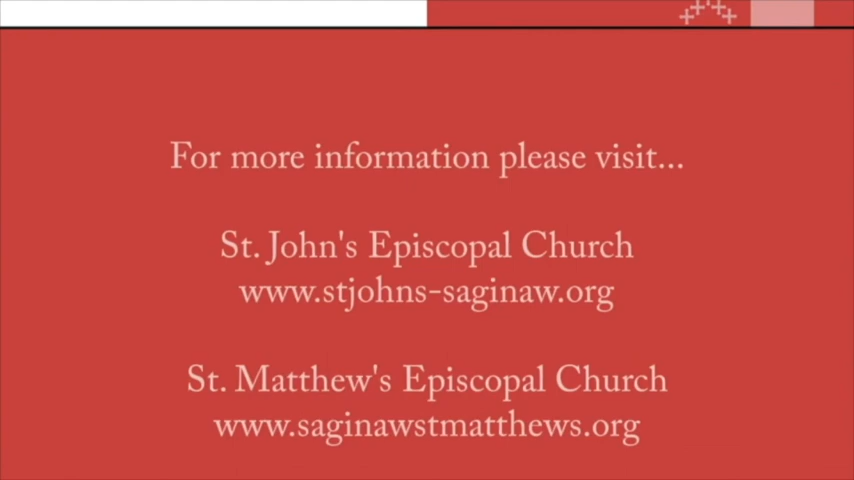 For more information please visit...
St. John's Episcopal Church
www.stjohns-saginaw.org
St. Matthew's Episcopal Church
www.saginawstmatthews.org